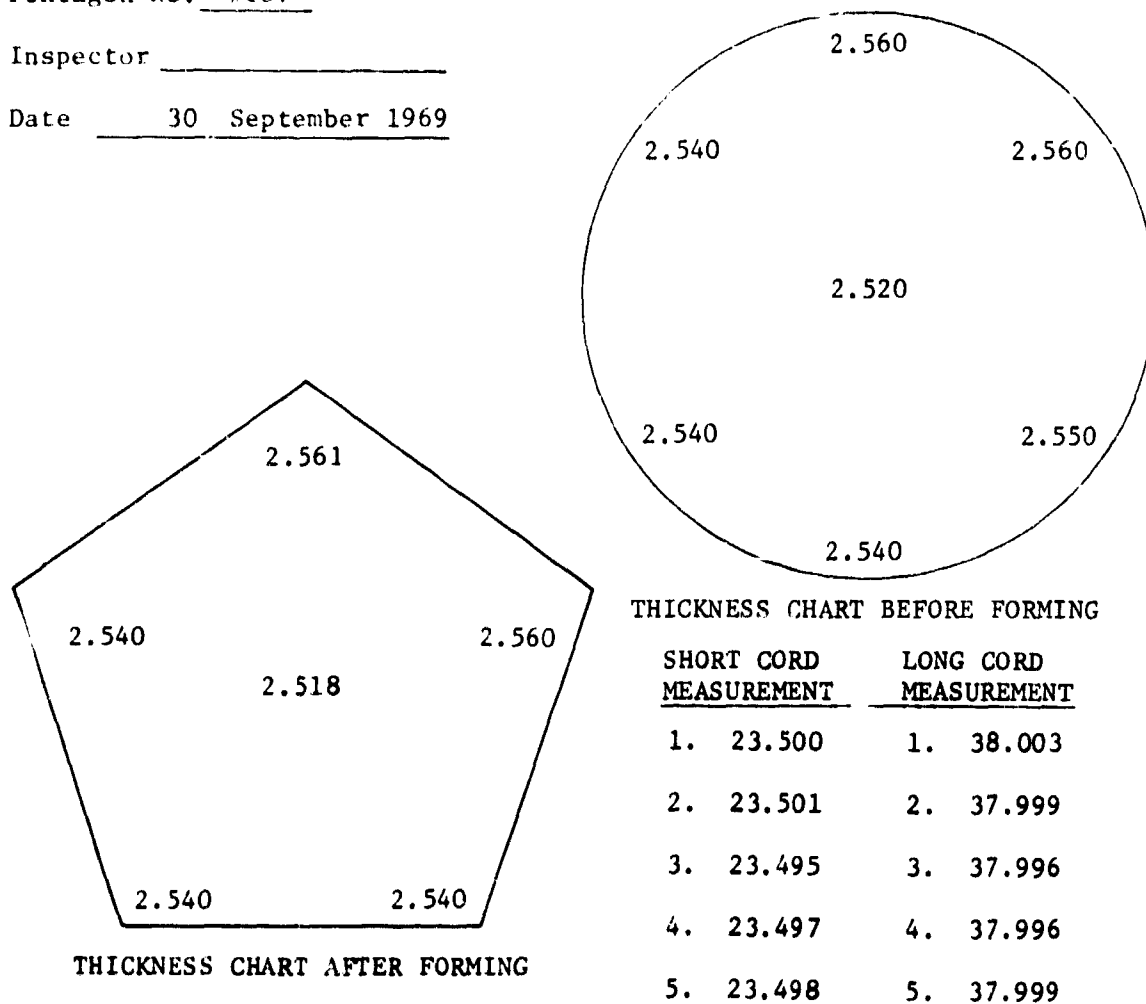 Inspector
Date 30 September 1969
2.560
2.540 2.560
2.520
2.540 2.550
2.540
THICKNESS CHART BEFORE FORMING
2.561
2.540 2.560
2.518
2.540 2.540
THICKNESS CHART AFTER FORMING
SHORT CORD LONG CORD
MEASUREMENT MEASUREMENT
1. 23.500 1. 38.003
2. 23.501 2. 37.999
3. 23.495 3. 37.996
4. 23.497 4. 37.996
5. 23.498 5. 37.999